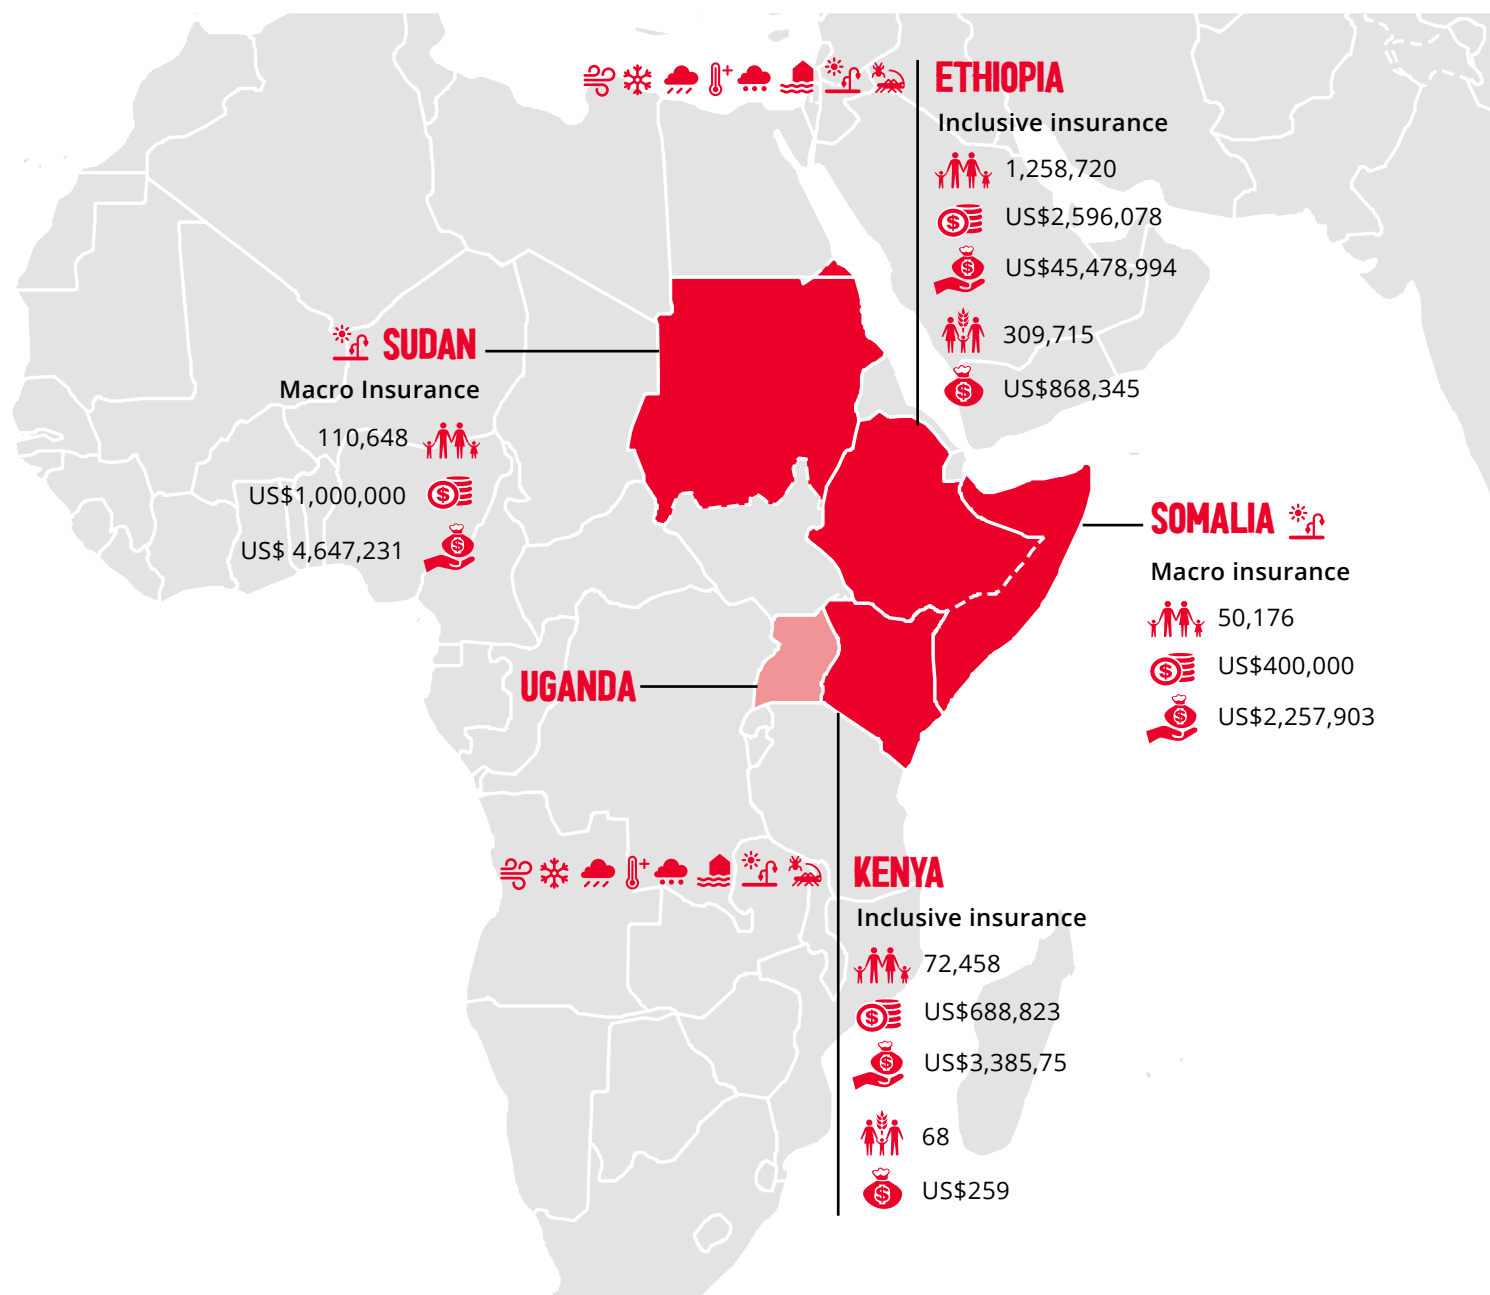 ETHIOPIA
Inclusive insurance
1,258,720
US$2,596,078
US$45,478,994
309,715
US$868,345
SUDAN
Macro Insurance
110,648
US$1,000,000
US$ 4,647,231
SOMALIA
Macro insurance
50,176
US$400,000
US$2,257,903
UGANDA
KENYA
Inclusive insurance
72,458
US$688,823
US$3,385,75
68
US$259